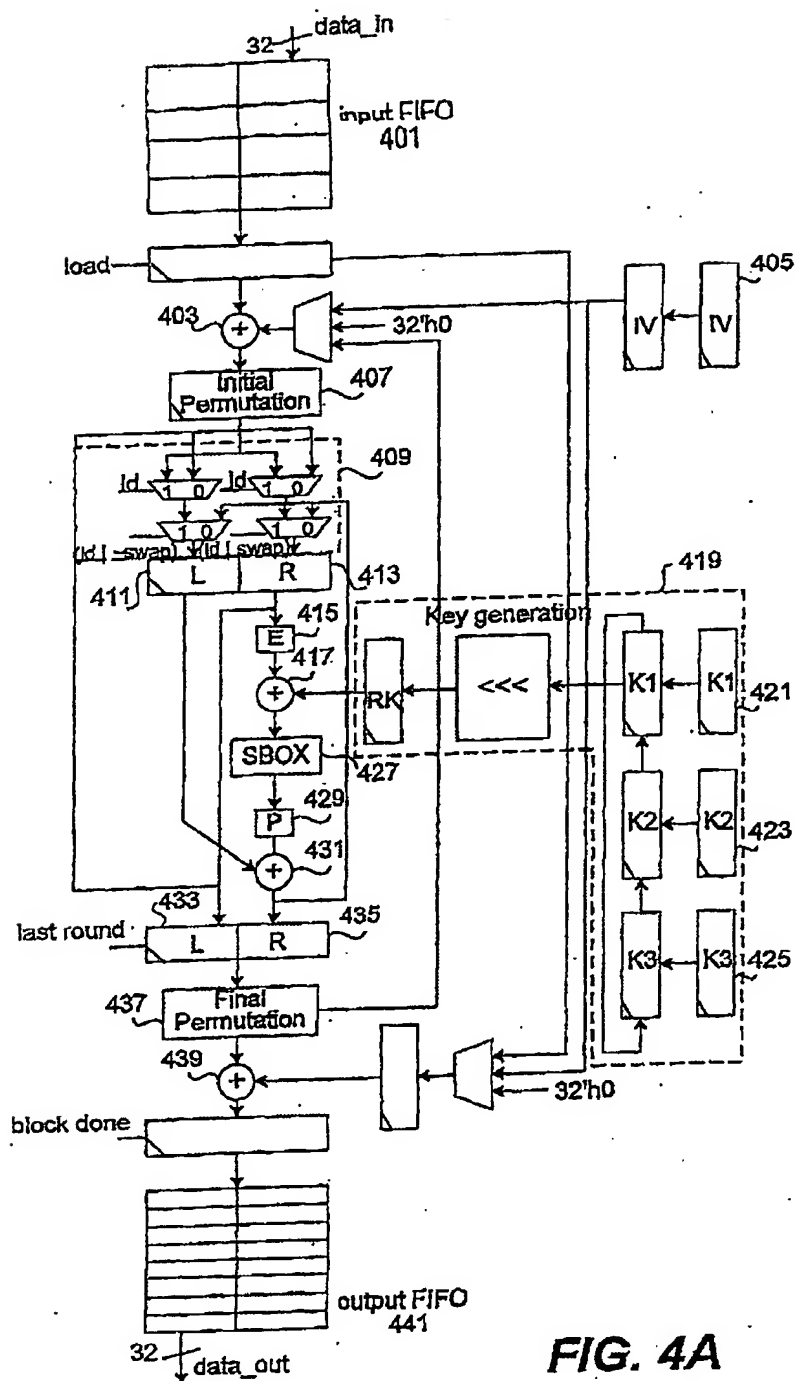 data_in
32
input FIFO
401
load
403
32'h0
IV
IV
405
Initial
Permutation
407
409
ld
1 0
ld
1 0
1 0
1 0
(ld | ~swap)
(ld | swap)
411
L
R
413
419
Key generation
E
415
417
RK
<<<
K1
K1
421
SBOX
427
P
429
K2
K2
423
431
433
last round
L
R
435
K3
K3
425
437
Final
Permutation
439
32'h0
block done
output FIFO
441
32
data_out
FIG. 4A